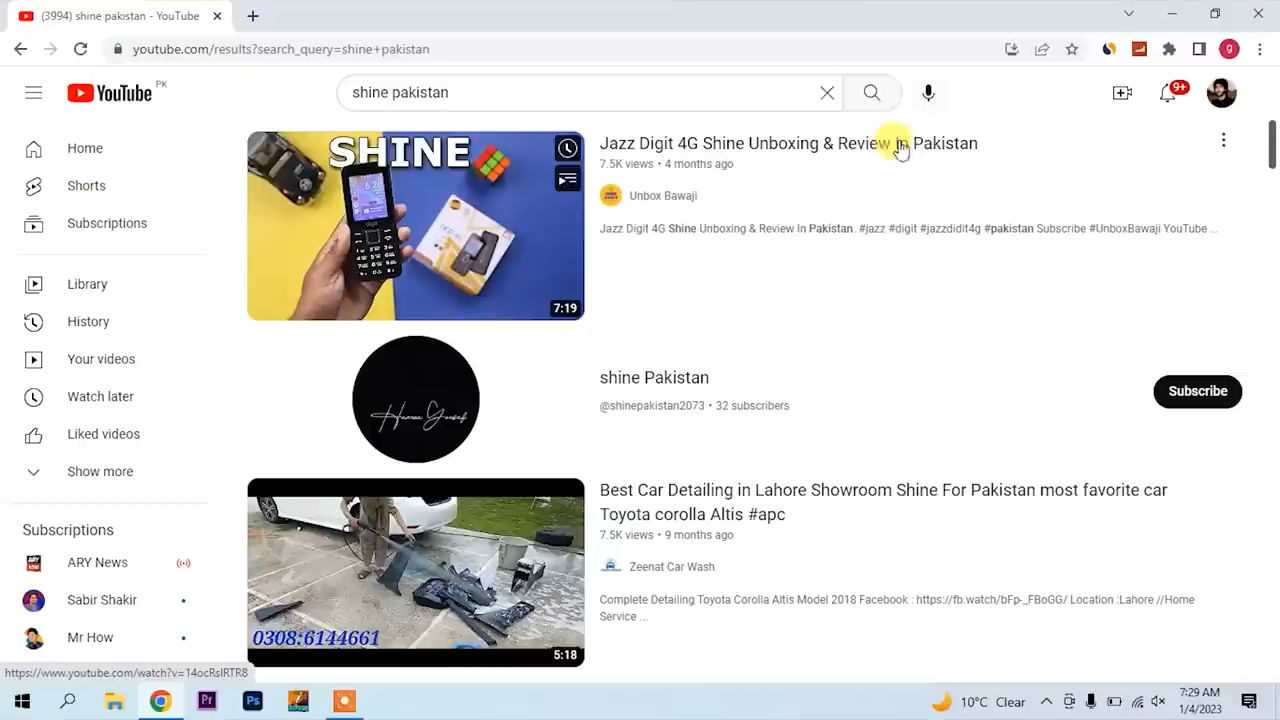 (3994) shine pakistan - YouTube
youtube.com/results?search_query=shine+pakistan
YouTube PK
shine pakistan
9+
g
Home
Shorts
Subscriptions
Library
History
Your videos
Watch later
Liked videos
Show more
Subscriptions
ARY News
Sabir Shakir
Mr How
SHINE
7:19
Jazz Digit 4G Shine Unboxing & Review In Pakistan
7.5K views • 4 months ago
Unbox Bawaji
Jazz Digit 4G Shine Unboxing & Review In Pakistan. #jazz #digit #jazzdidit4g #pakistan Subscribe #UnboxBawaji YouTube ...
shine Pakistan
@shinepakistan2073 • 32 subscribers
Subscribe
0308:6144661
5:18
Best Car Detailing in Lahore Showroom Shine For Pakistan most favorite car
Toyota corolla Altis #apc
7.5K views • 9 months ago
Zeenat Car Wash
Complete Detailing Toyota Corolla Altis Model 2018 Facebook : https://fb.watch/bFp-_FBoGG/ Location :Lahore //Home
Service ...
https://www.youtube.com/watch?v=14ocRsIRTR8
Pr
Ps
10°C Clear
7:29 AM
1/4/2023